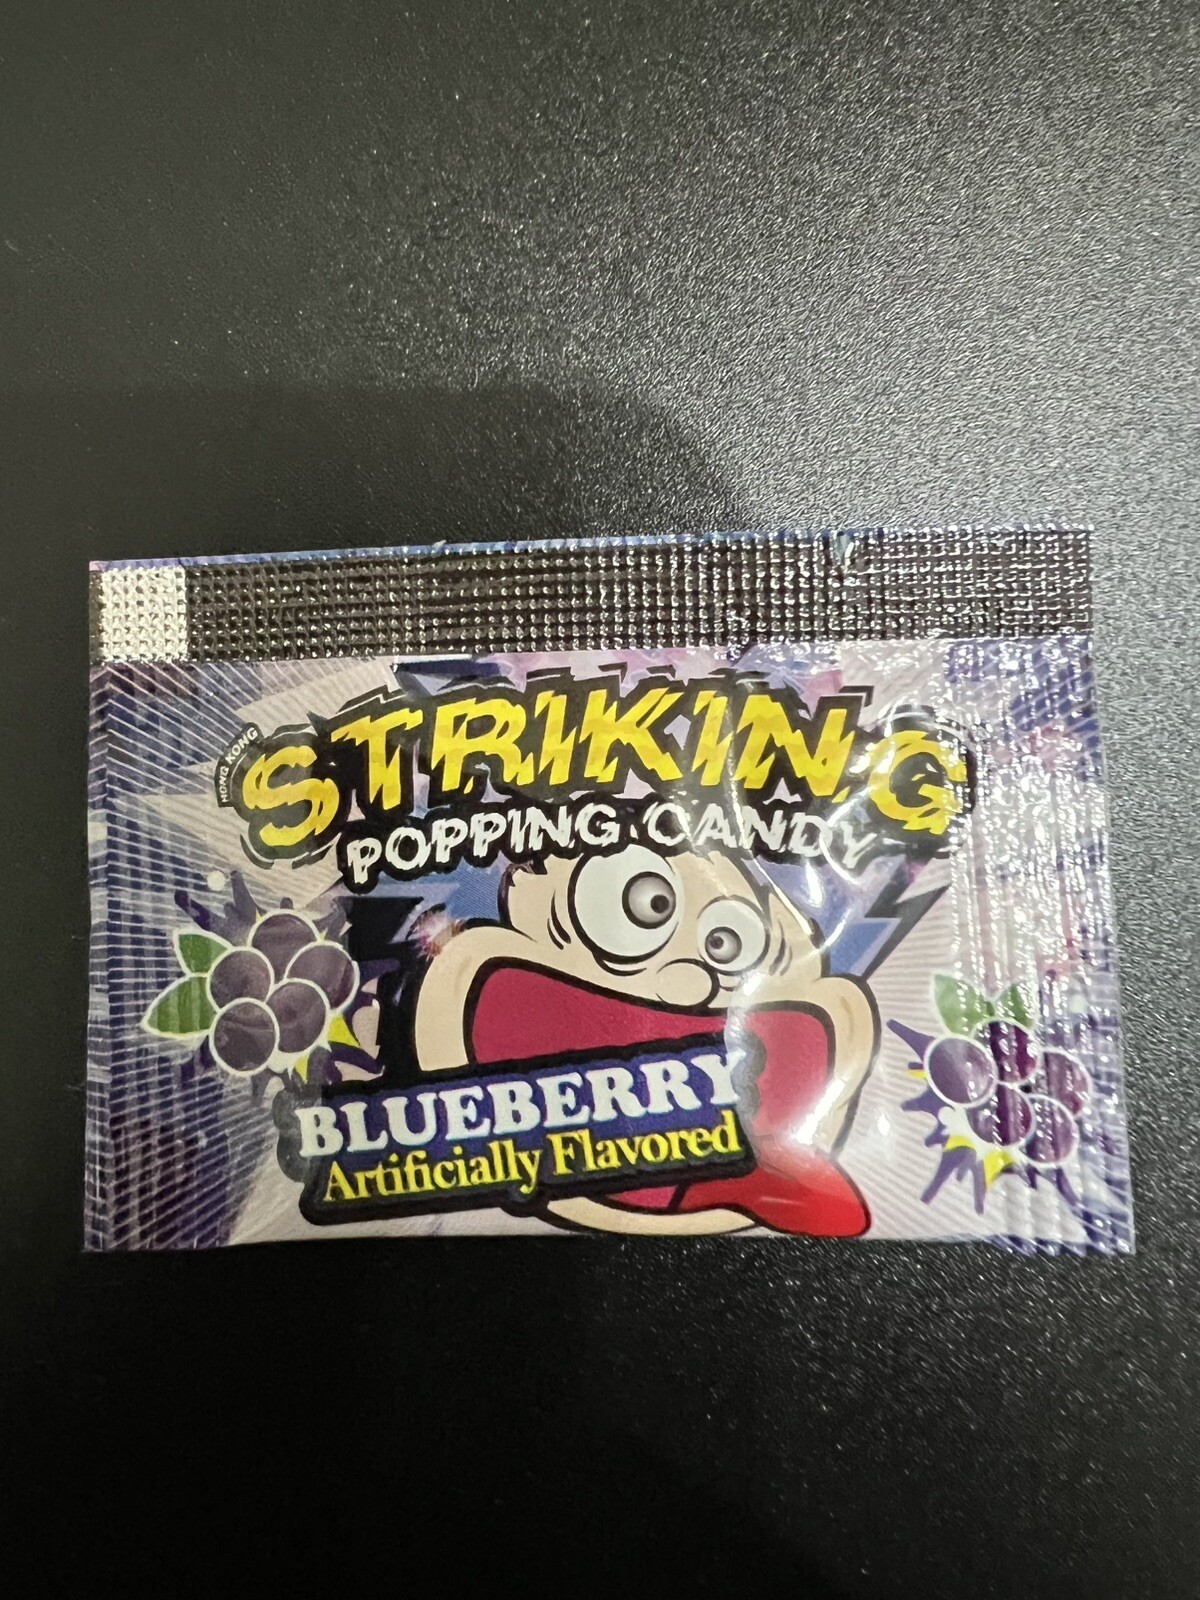 HONG KONG
STRIKING
POPPING CANDY
BLUEBERRY
Artificially Flavored